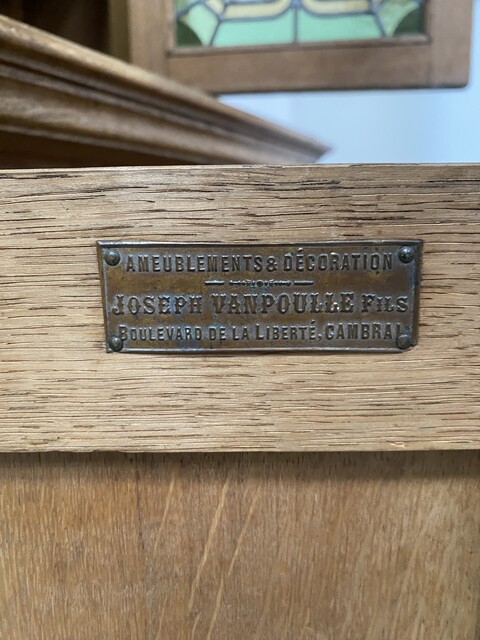 AMEUBLEMENTS & DÉCORATION
JOSEPH VANPOULLE FILS
BOULEVARD DE LA LIBERTÉ, CAMBRAI